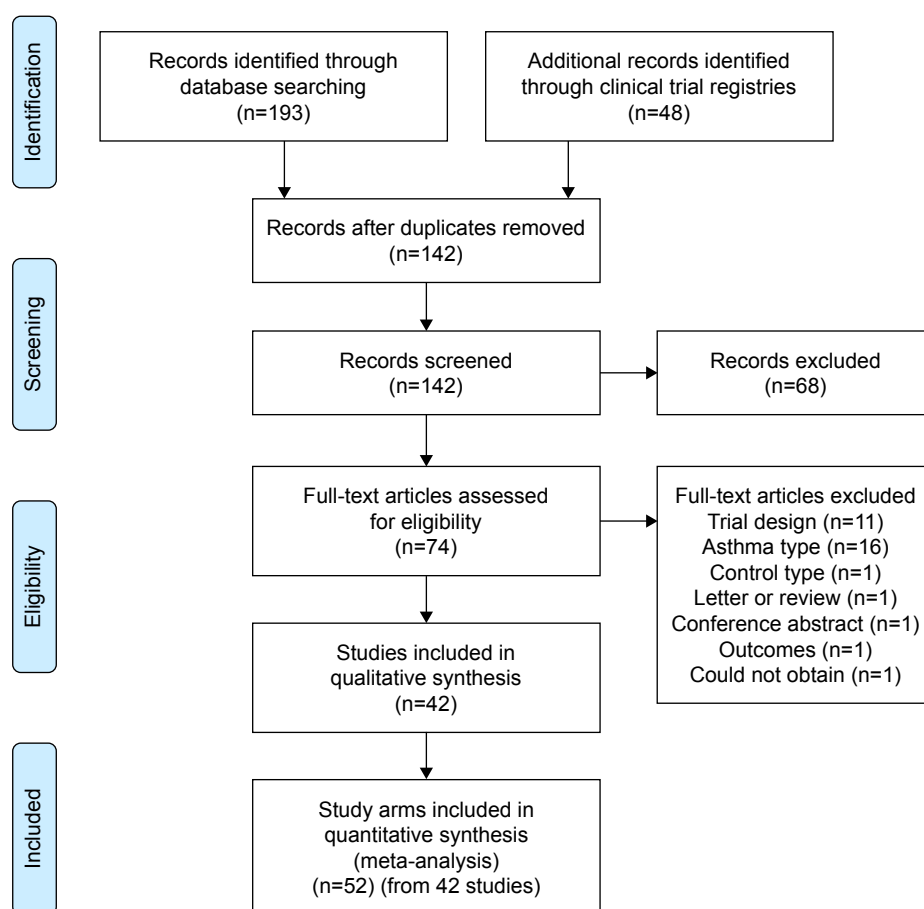 Identification
Records identified through
database searching
(n=193)
Additional records identified
through clinical trial registries
(n=48)
Records after duplicates removed
(n=142)
Screening
Records screened
(n=142)
Records excluded
(n=68)
Eligibility
Full-text articles assessed
for eligibility
(n=74)
Full-text articles excluded
Trial design (n=11)
Asthma type (n=16)
Control type (n=1)
Letter or review (n=1)
Conference abstract (n=1)
Outcomes (n=1)
Could not obtain (n=1)
Studies included in
qualitative synthesis
(n=42)
Included
Study arms included in
quantitative synthesis
(meta-analysis)
(n=52) (from 42 studies)